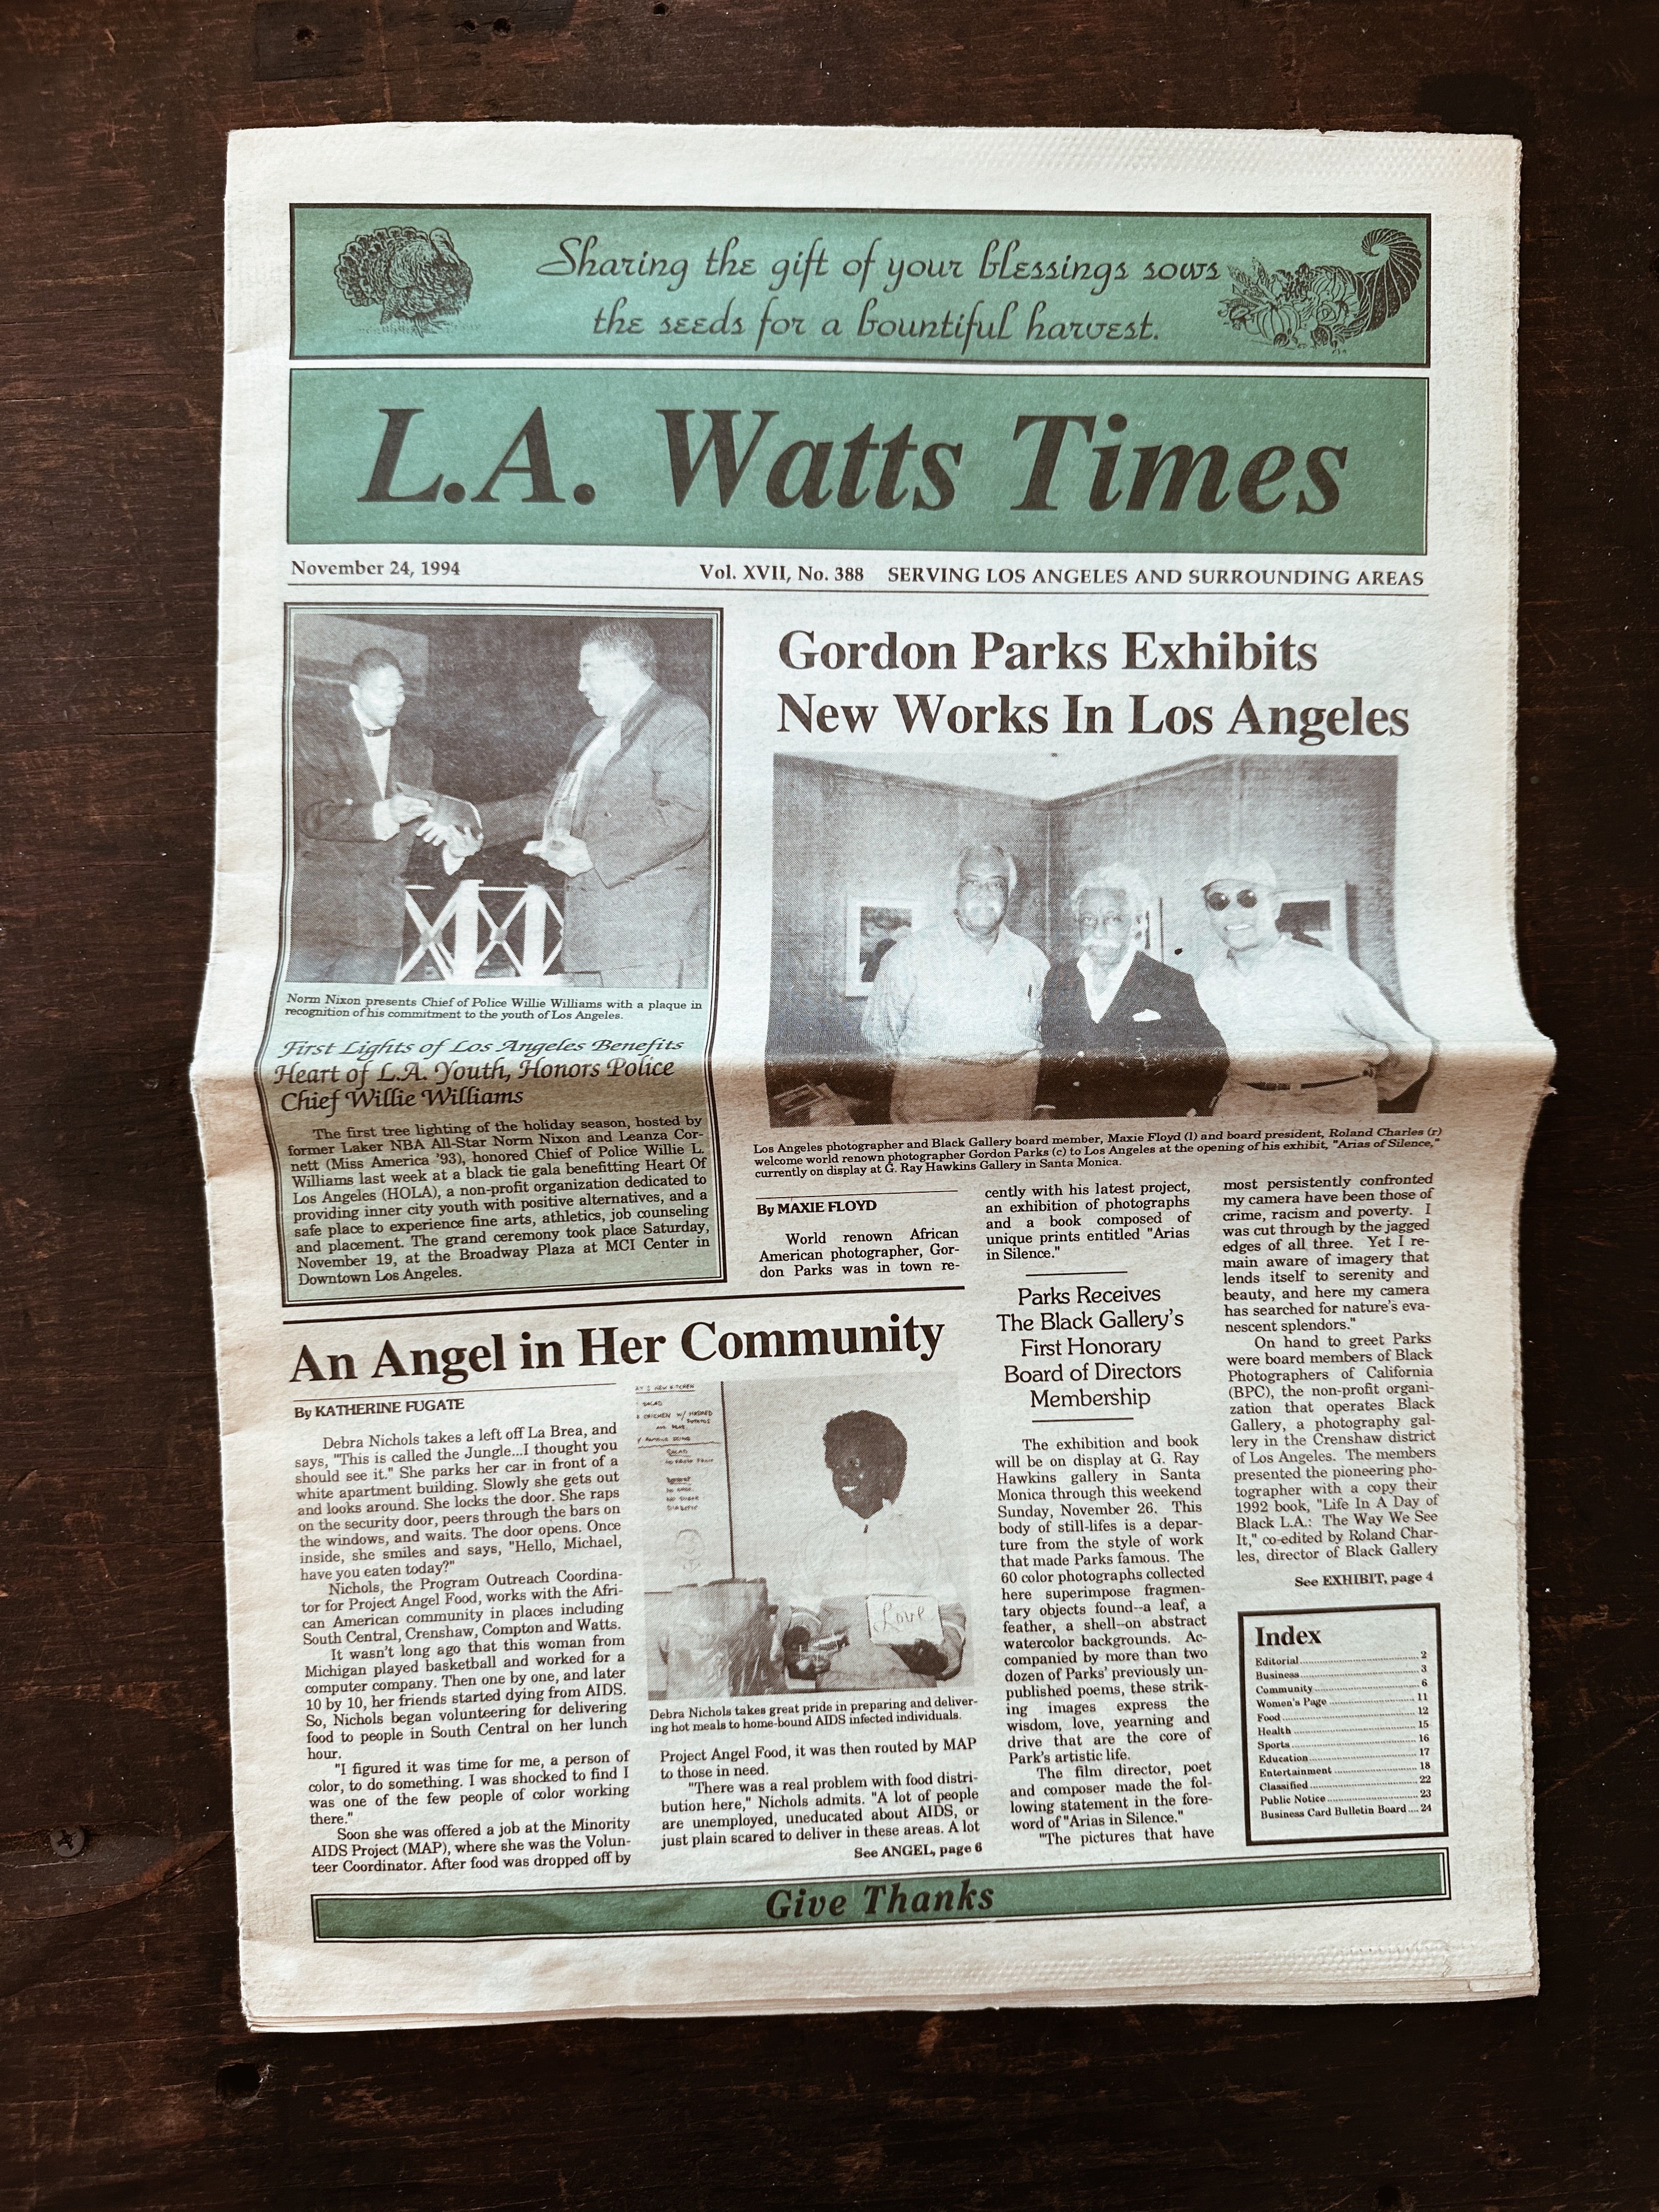 Sharing the gift of your blessings sows
the seeds for a bountiful harvest.
L.A. Watts Times
November 24, 1994
Vol. XVII, No. 388
SERVING LOS ANGELES AND SURROUNDING AREAS
Norm Nixon presents Chief of Police Willie Williams with a plaque in
recognition of his commitment to the youth of Los Angeles.
First Lights of Los Angeles Benefits
Heart of L.A. Youth, Honors Police
Chief Willie Williams
The first tree lighting of the holiday season, hosted by
former Laker NBA All-Star Norm Nixon and Leanza Cor-
nett (Miss America '93), honored Chief of Police Willie L.
Williams last week at a black tie gala benefitting Heart Of
Los Angeles (HOLA), a non-profit organization dedicated to
providing inner city youth with positive alternatives, and a
safe place to experience fine arts, athletics, job counseling
and placement. The grand ceremony took place Saturday,
November 19, at the Broadway Plaza at MCI Center in
Downtown Los Angeles.
Gordon Parks Exhibits
New Works In Los Angeles
Los Angeles photographer and Black Gallery board member, Maxie Floyd (l) and board president, Roland Charles (r)
welcome world renown photographer Gordon Parks (c) to Los Angeles at the opening of his exhibit, "Arias of Silence,"
currently on display at G. Ray Hawkins Gallery in Santa Monica.
By MAXIE FLOYD
World renown African
American photographer, Gor-
don Parks was in town re-
cently with his latest project,
an exhibition of photographs
and a book composed of
unique prints entitled "Arias
in Silence."
Parks Receives
The Black Gallery's
First Honorary
Board of Directors
Membership
The exhibition and book
will be on display at G. Ray
Hawkins gallery in Santa
Monica through this weekend
Sunday, November 26. This
body of still-lifes is a depar-
ture from the style of work
that made Parks famous. The
60 color photographs collected
here superimpose fragmen-
tary objects found--a leaf, a
feather, a shell--on abstract
watercolor backgrounds. Ac-
companied by more than two
dozen of Parks' previously un-
published poems, these strik-
ing images express the
wisdom, love, yearning and
drive that are the core of
Park's artistic life.
The film director, poet
and composer made the fol-
lowing statement in the fore-
word of "Arias in Silence."
"The pictures that have
most persistently confronted
my camera have been those of
crime, racism and poverty. I
was cut through by the jagged
edges of all three. Yet I re-
main aware of imagery that
lends itself to serenity and
beauty, and here my camera
has searched for nature's eva-
nescent splendors."
On hand to greet Parks
were board members of Black
Photographers of California
(BPC), the non-profit organi-
zation that operates Black
Gallery, a photography gal-
lery in the Crenshaw district
of Los Angeles. The members
presented the pioneering pho-
tographer with a copy their
1992 book, "Life In A Day of
Black L.A.: The Way We See
It," co-edited by Roland Char-
les, director of Black Gallery
See EXHIBIT, page 4
An Angel in Her Community
By KATHERINE FUGATE
Debra Nichols takes a left off La Brea, and
says, "This is called the Jungle...I thought you
should see it." She parks her car in front of a
white apartment building. Slowly she gets out
and looks around. She locks the door. She raps
on the security door, peers through the bars on
the windows, and waits. The door opens. Once
inside, she smiles and says, "Hello, Michael,
have you eaten today?"
Nichols, the Program Outreach Coordina-
tor for Project Angel Food, works with the Afri-
can American community in places including
South Central, Crenshaw, Compton and Watts.
It wasn't long ago that this woman from
Michigan played basketball and worked for a
computer company. Then one by one, and later
10 by 10, her friends started dying from AIDS.
So, Nichols began volunteering for delivering
food to people in South Central on her lunch
hour.
"I figured it was time for me, a person of
color, to do something. I was shocked to find I
was one of the few people of color working
there."
Soon she was offered a job at the Minority
AIDS Project (MAP), where she was the Volun-
teer Coordinator. After food was dropped off by
NEW KITCHEN
SALAD
CHICKEN W/ MASHED
SALAD
NO SUGAR
Love
Debra Nichols takes great pride in preparing and deliver-
ing hot meals to home-bound AIDS infected individuals.
Project Angel Food, it was then routed by MAP
to those in need.
"There was a real problem with food distri-
bution here," Nichols admits. "A lot of people
are unemployed, uneducated about AIDS, or
just plain scared to deliver in these areas. A lot
See ANGEL, page 6
Index
Editorial 2
Business 3
Community 6
Women's Page 11
Food 12
Health 15
Sports 16
Education 17
Entertainment 18
Classified 22
Public Notice 23
Business Card Bulletin Board 24
Give Thanks